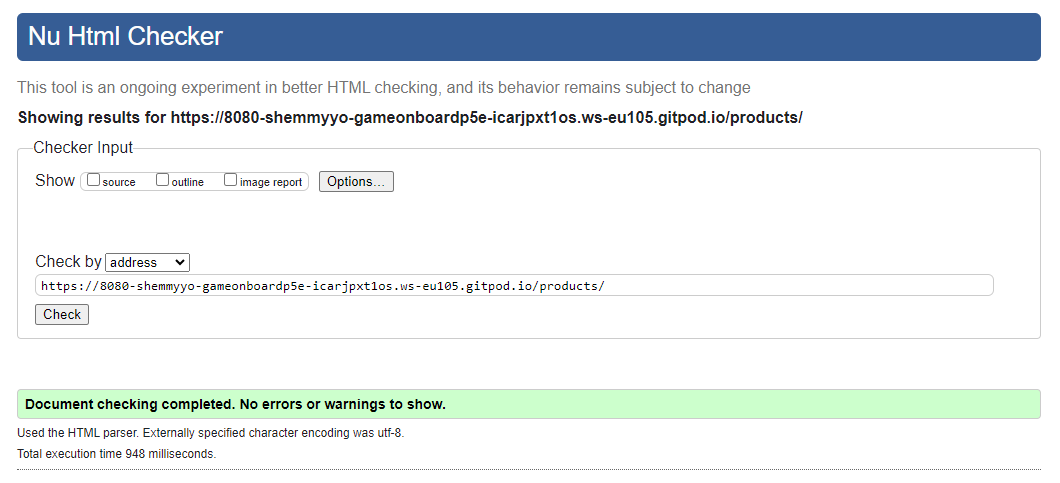 Nu Html Checker
This tool is an ongoing experiment in better HTML checking, and its behavior remains subject to change
Showing results for https://8080-shemmyyo-gameonboardp5e-icarjpxt1os.ws-eu105.gitpod.io/products/
Checker Input
Show source outline image report Options...
Check by address
https://8080-shemmyyo-gameonboardp5e-icarjpxt1os.ws-eu105.gitpod.io/products/
Check
Document checking completed. No errors or warnings to show.
Used the HTML parser. Externally specified character encoding was utf-8.
Total execution time 948 milliseconds.